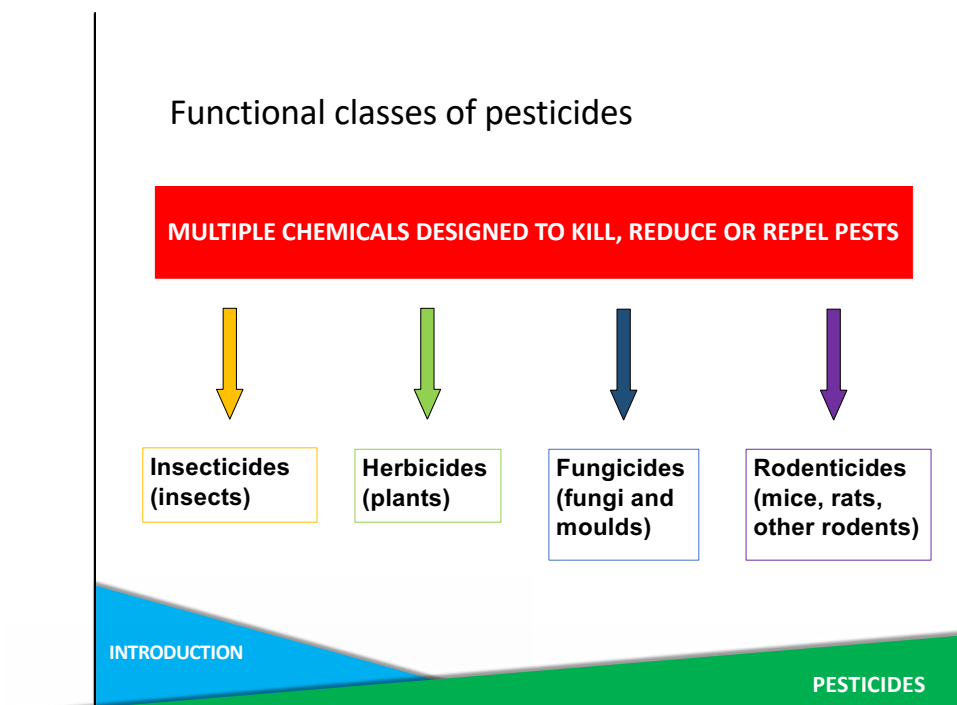 Functional classes of pesticides
MULTIPLE CHEMICALS DESIGNED TO KILL, REDUCE OR REPEL PESTS
Insecticides
(insects)
Herbicides
(plants)
Fungicides
(fungi and
moulds)
Rodenticides
(mice, rats,
other rodents)
INTRODUCTION
PESTICIDES